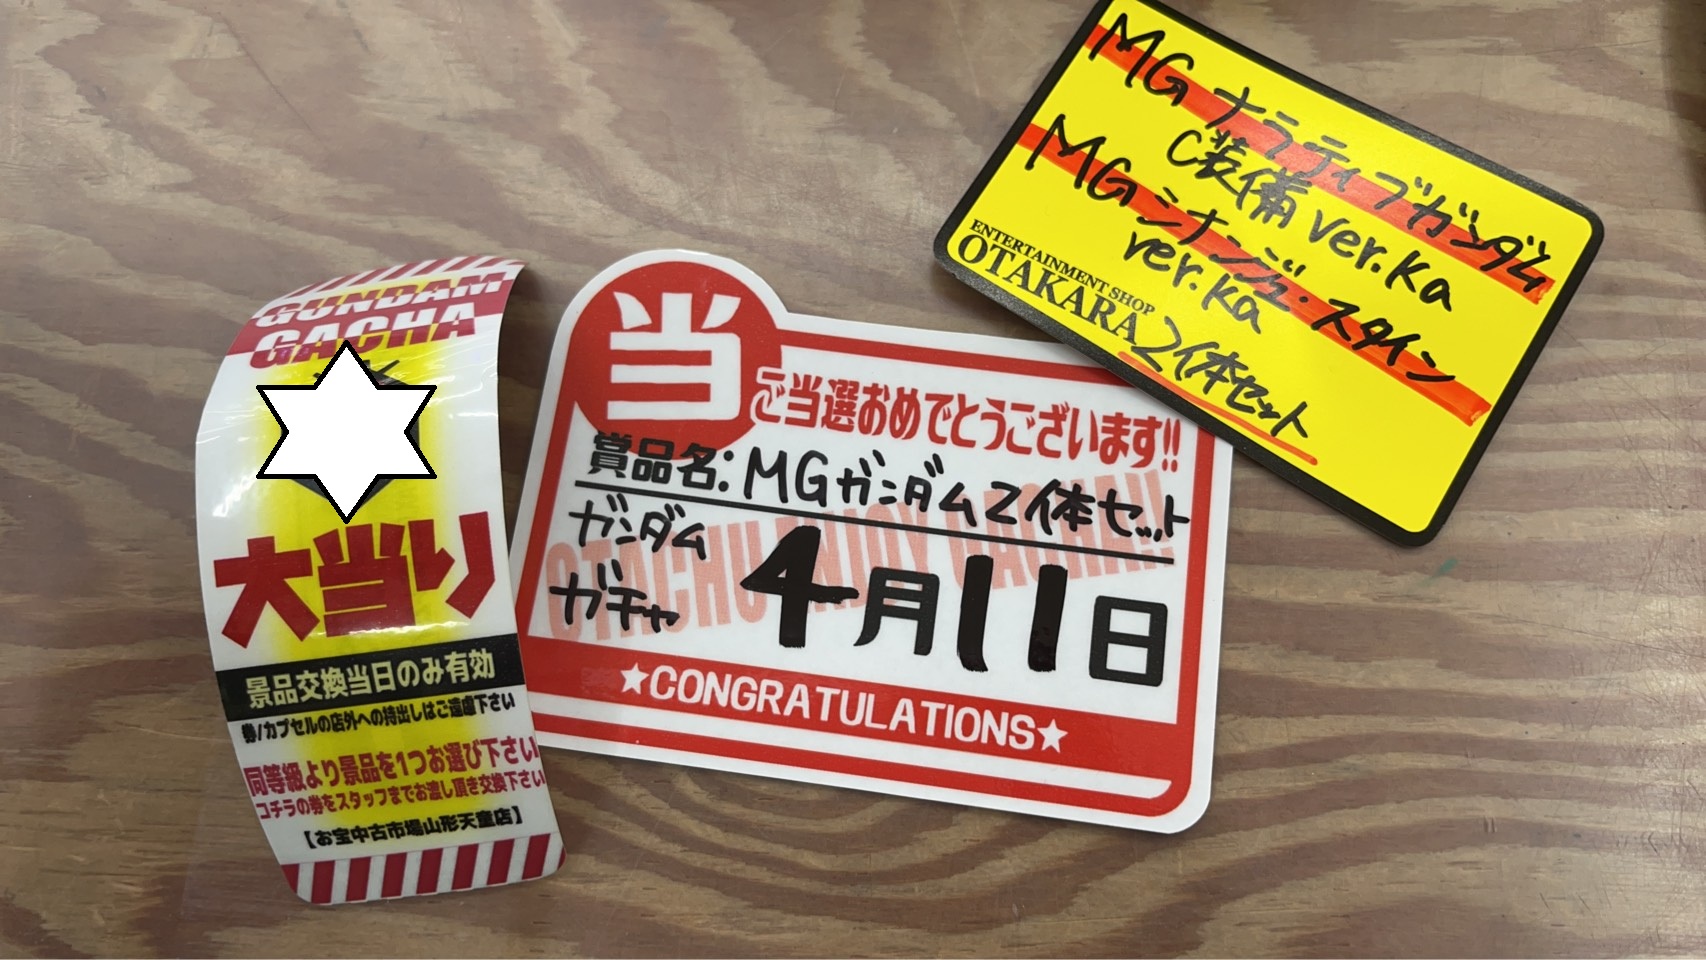 GUNDAM
GACHA
大当り
景品交換当日のみ有効
券/カプセルの店外への持出しはご遠慮下さい
同等級より景品を1つお選び下さい
コチラの券をスタッフまでお渡し頂き交換下さい
【お宝中古市場山形天童店】
当
ご当選おめでとうございます!!
賞品名:MGガンダム2体セット
OTACHU ENJOY GACHA!!
ガンダム
ガチャ
4月11日
★CONGRATULATIONS★
MG ナラティブガンダム
C装備 ver.Ka
MG シナンジュ・スタイン
ver.Ka
ENTERTAINMENT SHOP
OTAKARA
2体セット